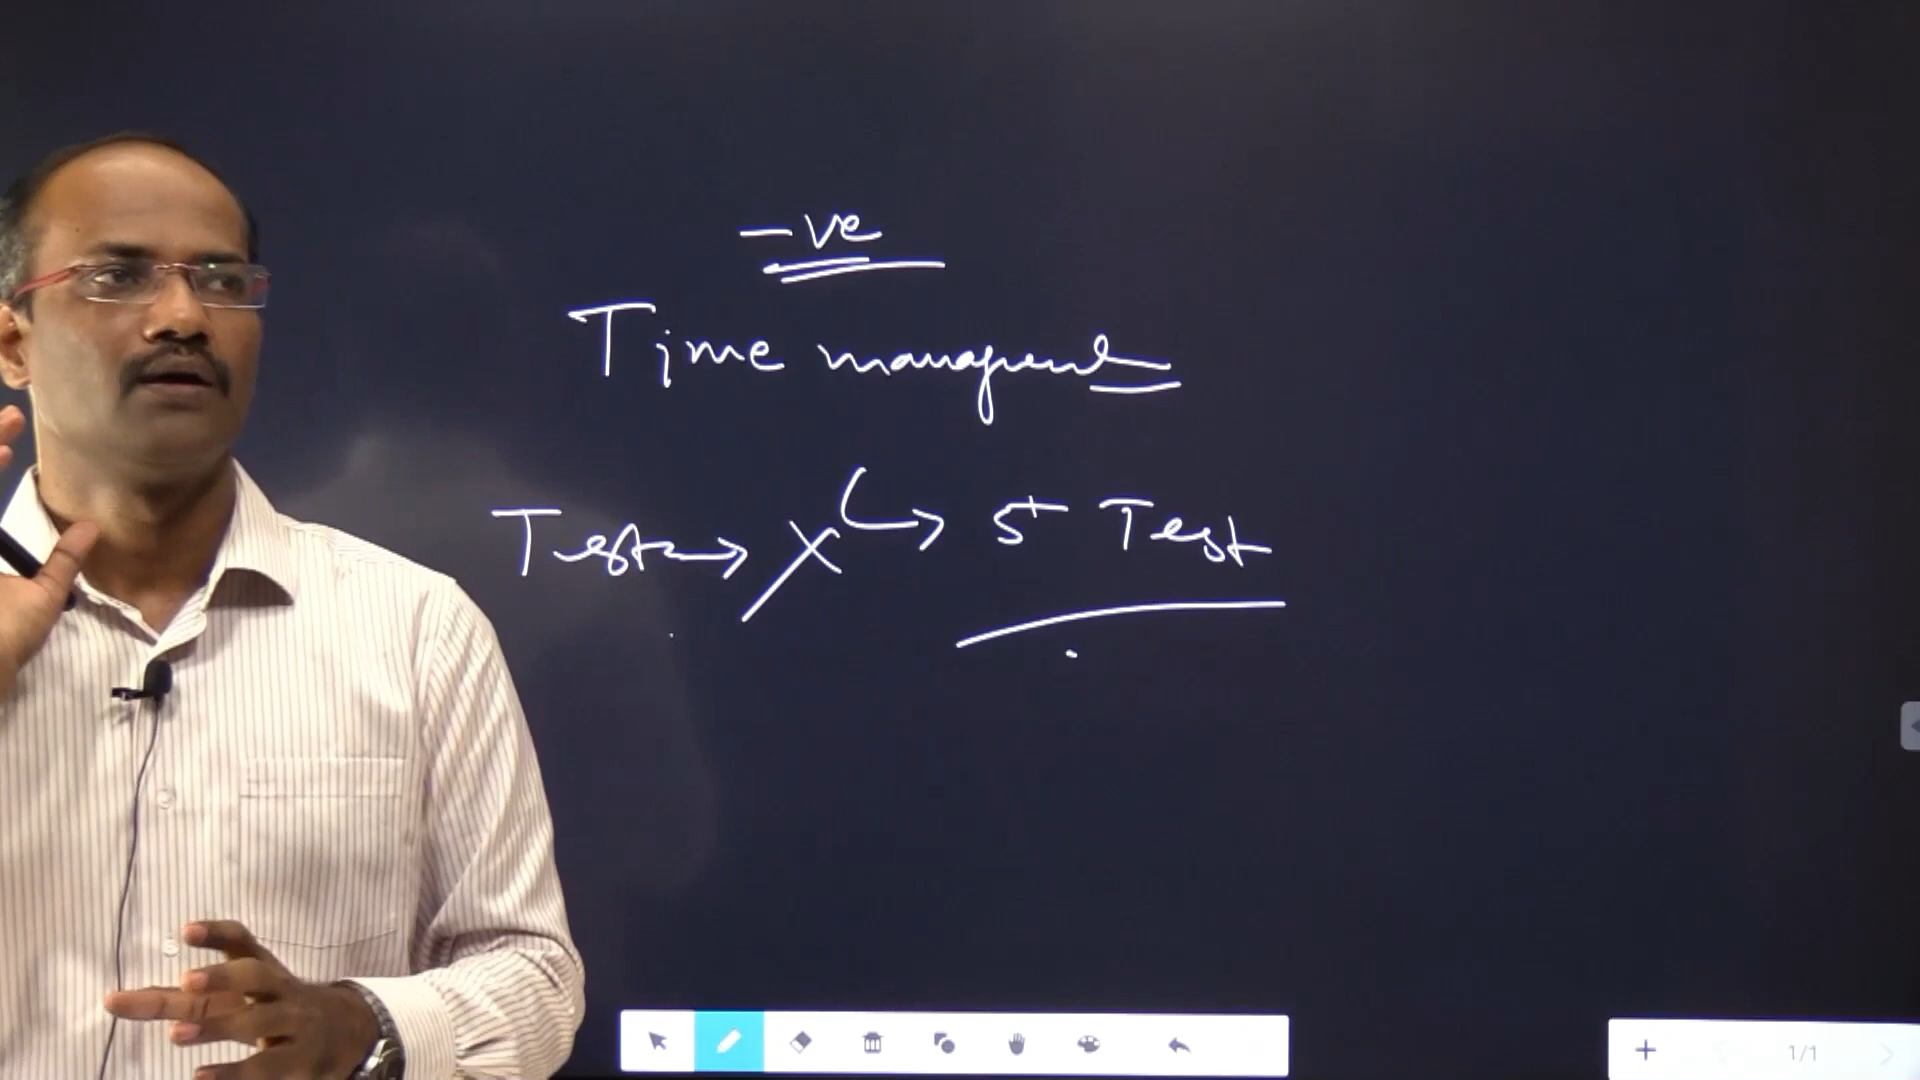 -ve
Time management
Test → X → 5+ Test
1/1